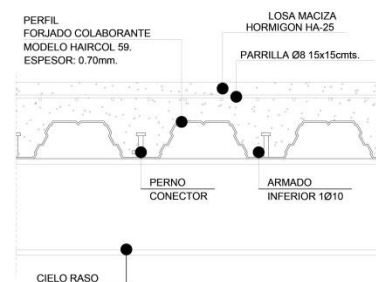 PERFIL
FORJADO COLABORANTE
MODELO HAIRCOL 59.
ESPESOR: 0.70mm.
LOSA MACIZA
HORMIGON HA-25
PARRILLA Ø8 15x15cmts.
PERNO
CONECTOR
ARMADO
INFERIOR 1Ø10
CIELO RASO